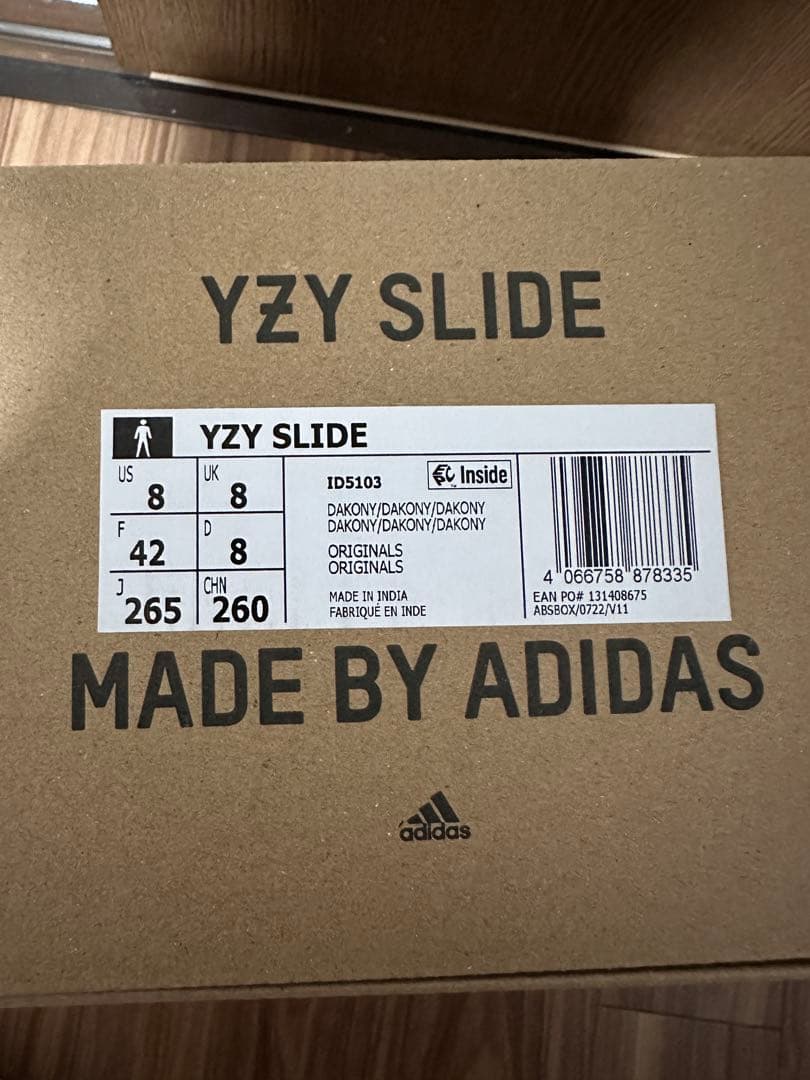 YZY SLIDE
YZY SLIDE
US 8 UK 8
F 42 D 8
J 265 CHN 260
ID5103
Inside
DAKONY/DAKONY/DAKONY
DAKONY/DAKONY/DAKONY
ORIGINALS
ORIGINALS
MADE IN INDIA
FABRIQUÉ EN INDE
4 066758 878335
EAN PO# 131408675
ABSBOX/0722/V11
MADE BY ADIDAS
adidas